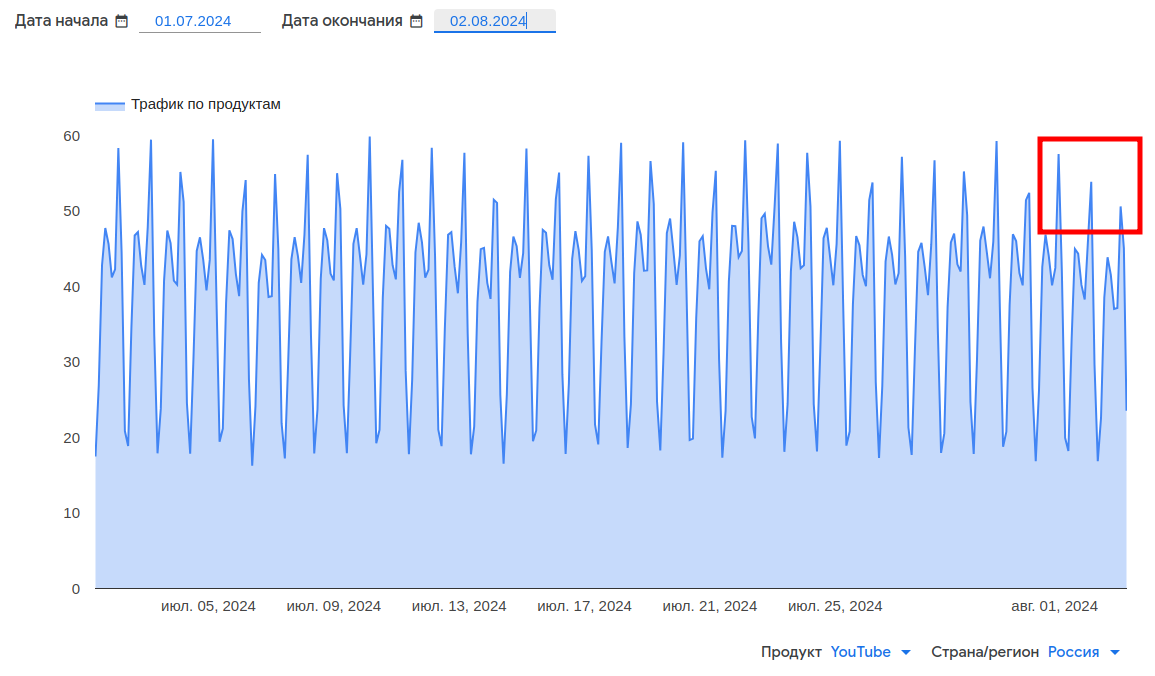 Дата начала 01.07.2024 Дата окончания 02.08.2024
Трафик по продуктам
60
50
40
30
20
10
0
июл. 05, 2024 июл. 09, 2024 июл. 13, 2024 июл. 17, 2024 июл. 21, 2024 июл. 25, 2024 авг. 01, 2024
Продукт YouTube Страна/регион Россия